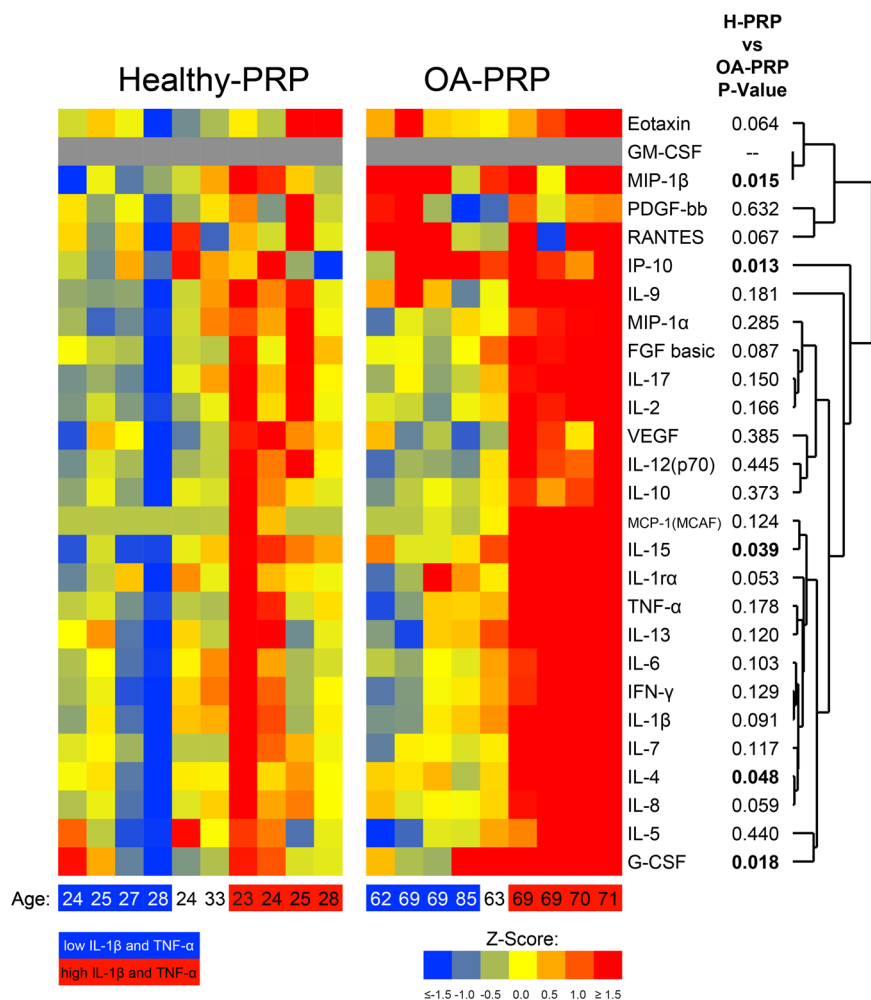 H-PRP
vs
OA-PRP
P-Value
Healthy-PRP OA-PRP
Eotaxin 0.064
GM-CSF --
MIP-1β 0.015
PDGF-bb 0.632
RANTES 0.067
IP-10 0.013
IL-9 0.181
MIP-1α 0.285
FGF basic 0.087
IL-17 0.150
IL-2 0.166
VEGF 0.385
IL-12(p70) 0.445
IL-10 0.373
MCP-1(MCAF) 0.124
IL-15 0.039
IL-1rα 0.053
TNF-α 0.178
IL-13 0.120
IL-6 0.103
IFN-γ 0.129
IL-1β 0.091
IL-7 0.117
IL-4 0.048
IL-8 0.059
IL-5 0.440
G-CSF 0.018
Age: 24 25 27 28 24 33 23 24 25 28 62 69 69 85 63 69 69 70 71
low IL-1β and TNF-α
high IL-1β and TNF-α
Z-Score:
≤-1.5 -1.0 -0.5 0.0 0.5 1.0 ≥ 1.5